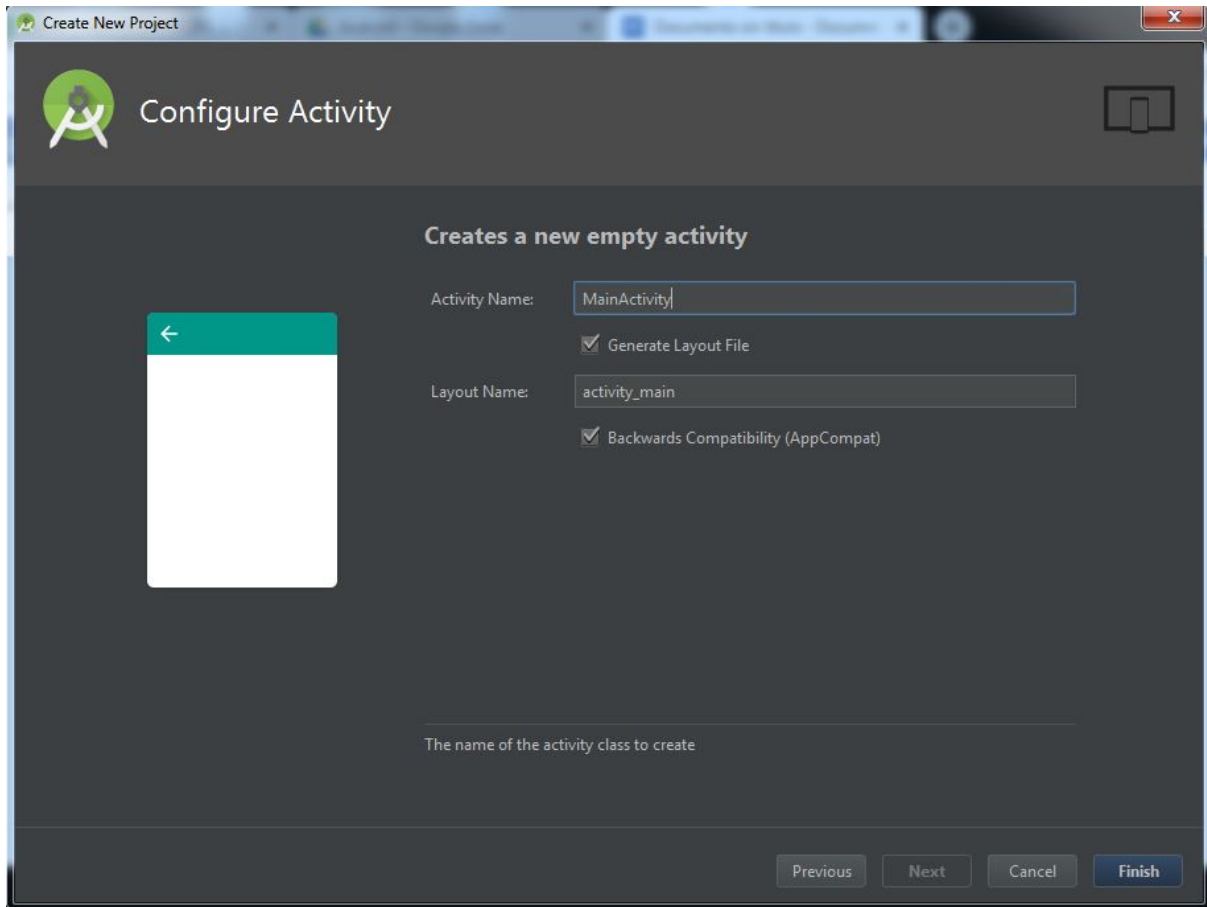 Create New Project
Configure Activity
Creates a new empty activity
Activity Name: MainActivity
Generate Layout File
Layout Name: activity_main
Backwards Compatibility (AppCompat)
The name of the activity class to create
Previous Next Cancel Finish